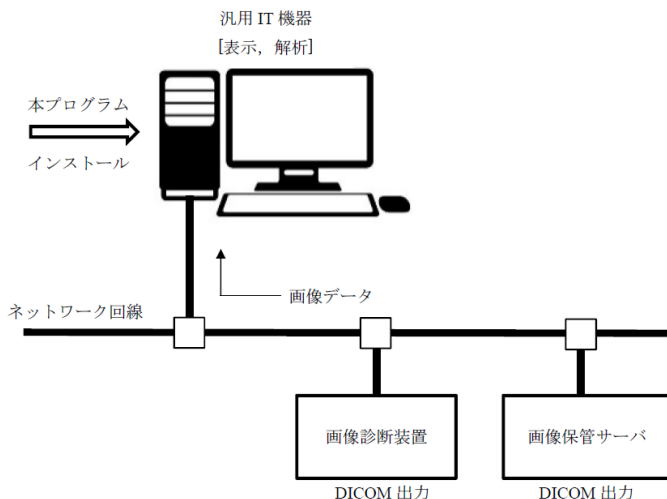 汎用 IT 機器
[表示，解析]
本プログラム
インストール
画像データ
ネットワーク回線
画像診断装置
画像保管サーバ
DICOM 出力
DICOM 出力